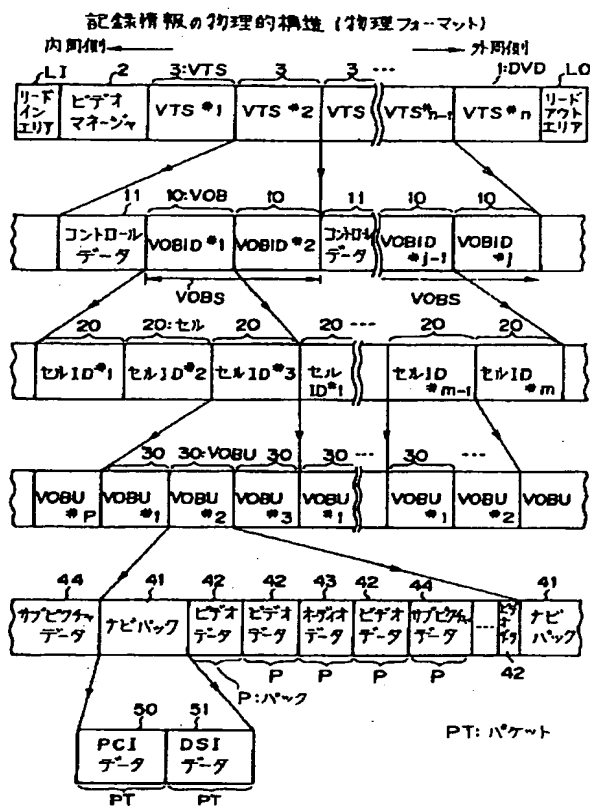 記録情報の物理的構造(物理フォーマット)
内周側 外周側
LI 2 3:VTS 3 3 ... 1:DVD LO
リードインエリア ビデオマネージャ VTS #1 VTS #2 VTS VTS#n-1 VTS #n リードアウトエリア
11 10:VOB 10 11 10 10
コントロールデータ VOBID #1 VOBID #2 コントロールデータ VOBID #j-1 VOBID #j
VOBS VOBS
20 20:セル 20 20 ... 20 20
セルID#1 セルID#2 セルID#3 セルID#1 セルID #m-1 セルID #m
30 30:VOBU 30 30 ... 30 ...
VOBU #P VOBU #1 VOBU #2 VOBU #3 VOBU #1 VOBU #1 VOBU #2 VOBU
44 41 42 42 43 42 44 41
サブピクチャデータ ナビパック ビデオデータ ビデオデータ オーディオデータ ビデオデータ サブピクチャデータ ---- ビデオデータ ナビパック
42
P P P P P
P:パック
50 51
PCIデータ DSIデータ
PT PT
PT: パケット